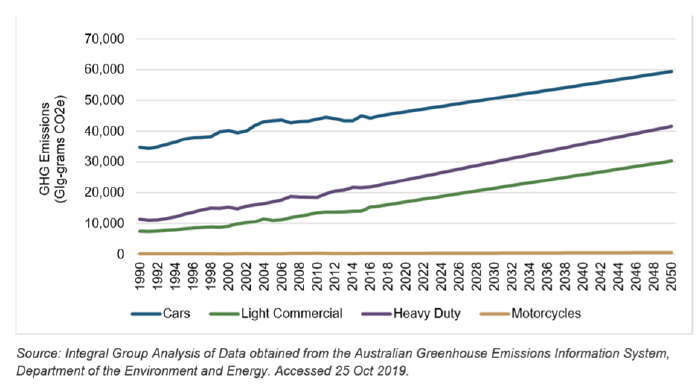 70,000
60,000
50,000
40,000
30,000
20,000
10,000
0
GHG Emissions
(GIg-grams CO2e)
1990 1992 1994 1996 1998 2000 2002 2004 2006 2008 2010 2012 2014 2016 2018 2020 2022 2024 2026 2028 2030 2032 2034 2036 2038 2040 2042 2044 2046 2048 2050
Cars Light Commercial Heavy Duty Motorcycles
Source: Integral Group Analysis of Data obtained from the Australian Greenhouse Emissions Information System,
Department of the Environment and Energy. Accessed 25 Oct 2019.